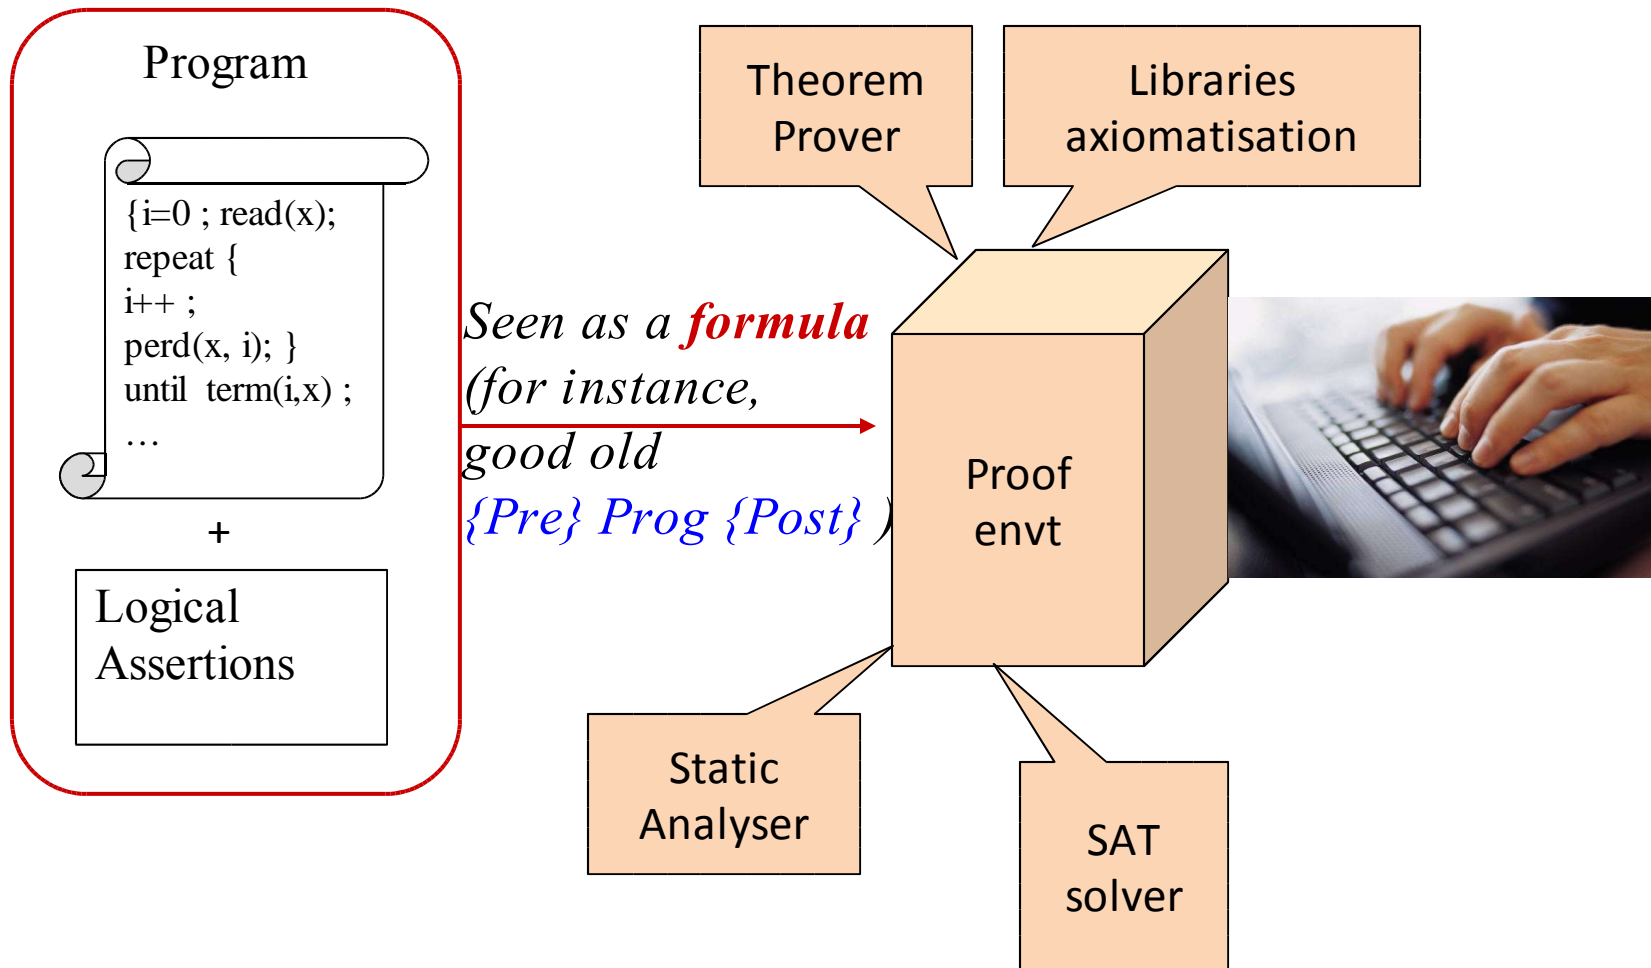 Program
{i=0 ; read(x);
repeat {
i++ ;
perd(x, i); }
until term(i,x) ;
…
+
Logical
Assertions
Seen as a formula
(for instance,
good old
{Pre} Prog {Post} )
Theorem
Prover
Libraries
axiomatisation
Proof
envt
Static
Analyser
SAT
solver